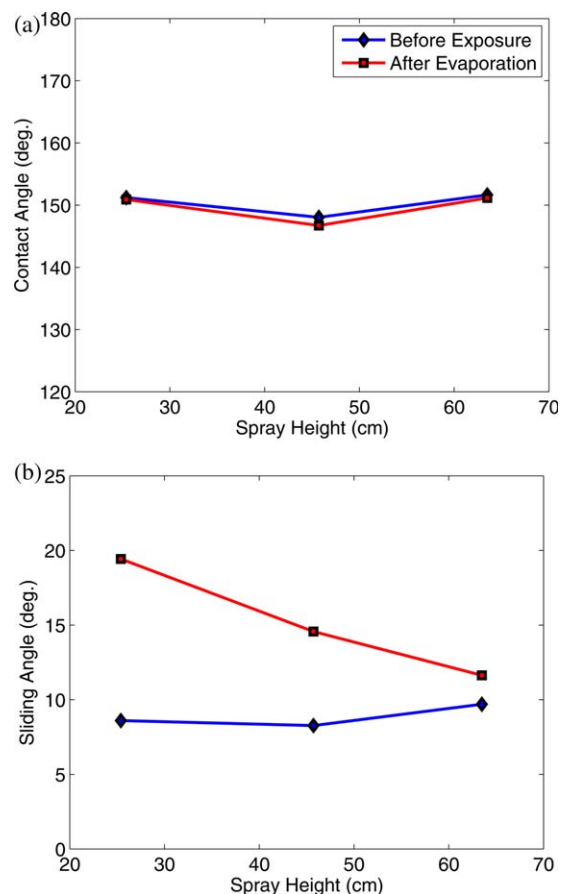 (a)
180
170
160
150
140
130
120
Contact Angle (deg.)
Before Exposure
After Evaporation
20 30 40 50 60 70
Spray Height (cm)
(b)
25
20
15
10
5
0
Sliding Angle (deg.)
20 30 40 50 60 70
Spray Height (cm)